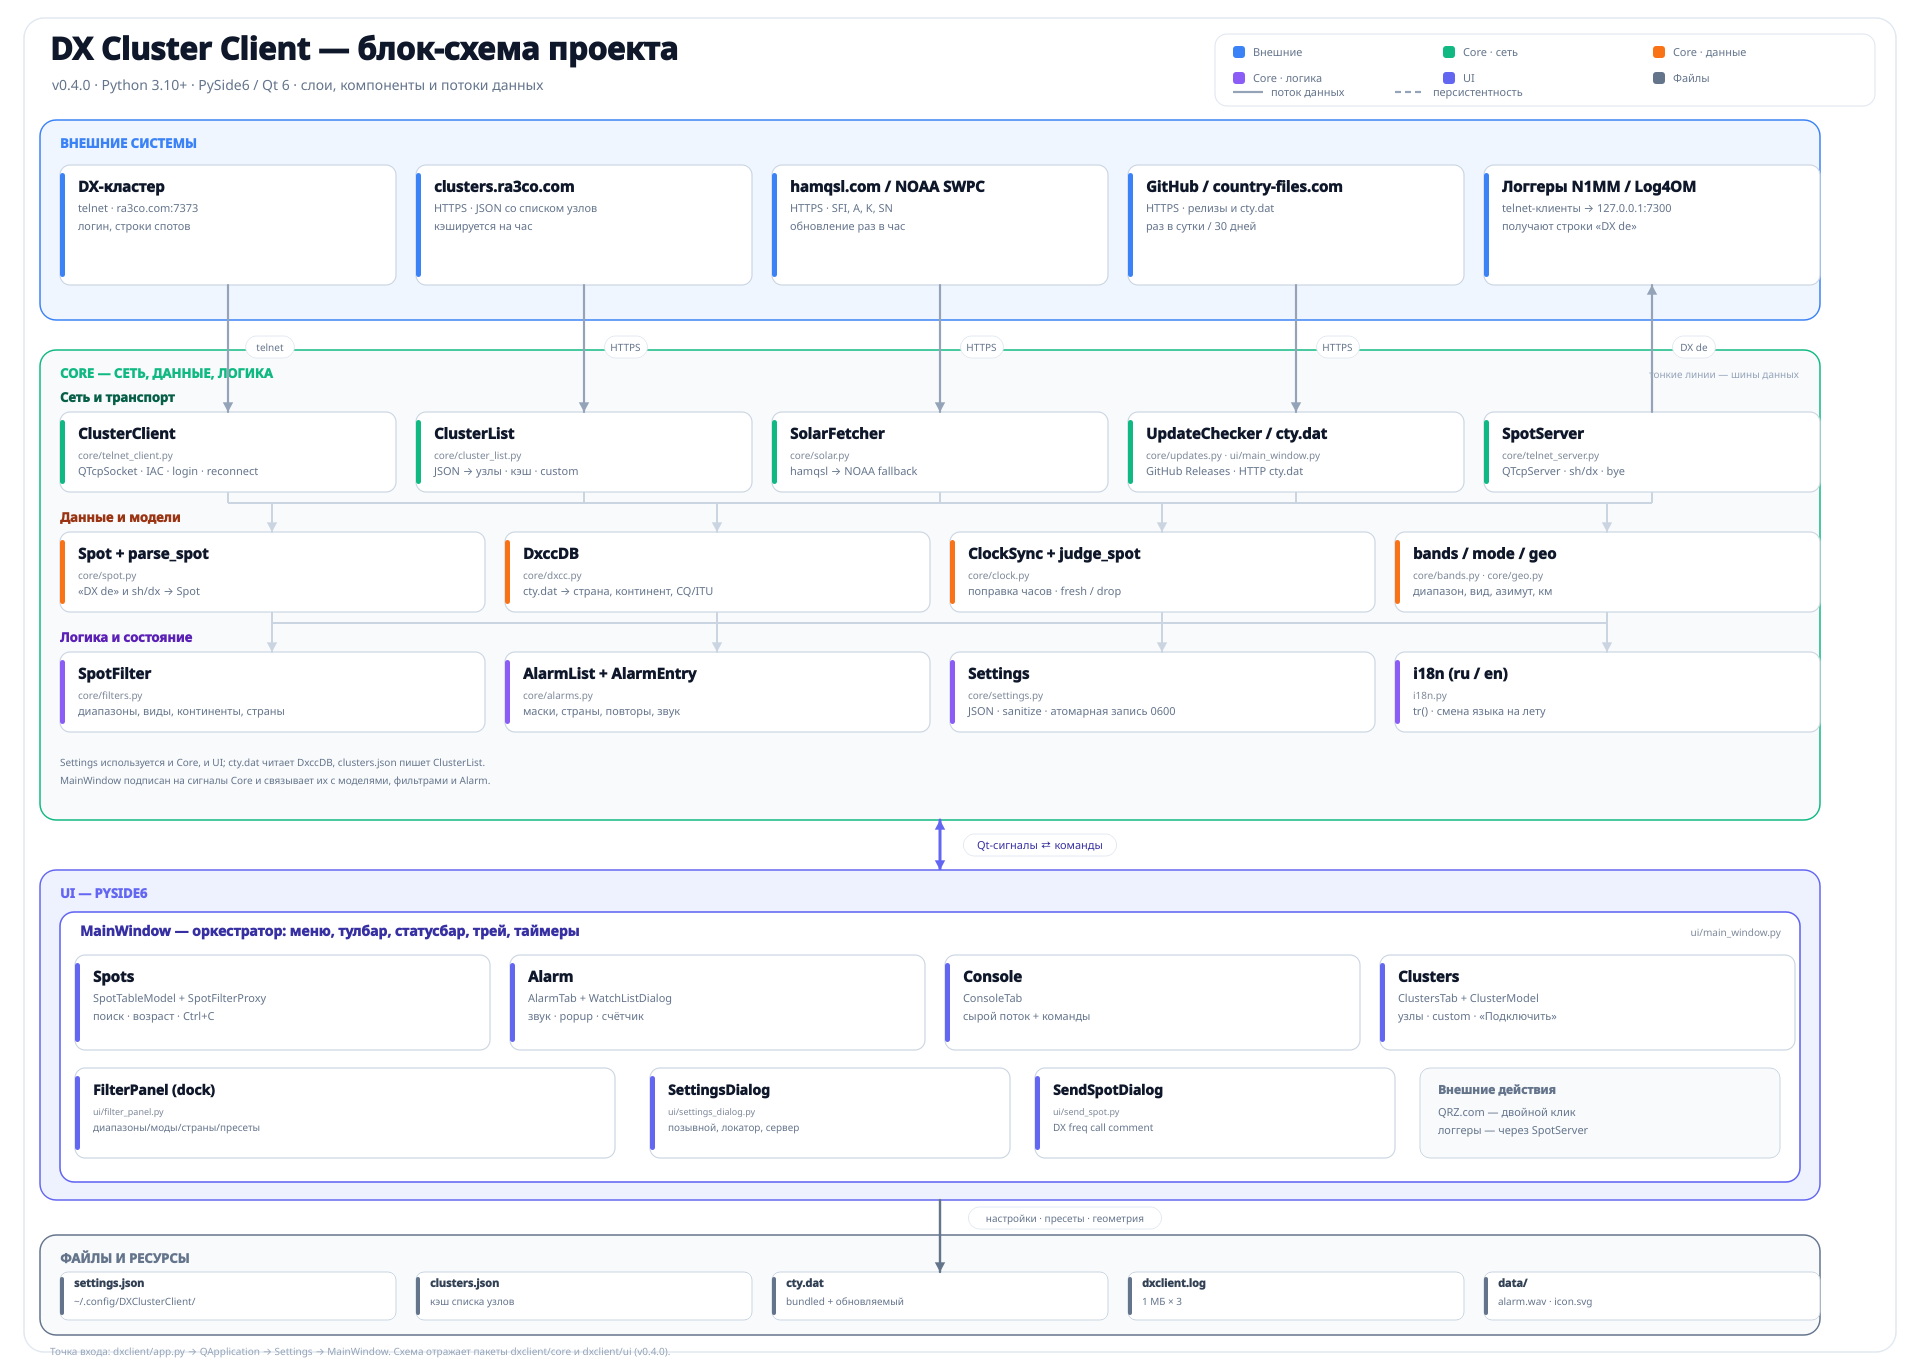 DX Cluster Client — блок-схема проекта
v0.4.0 · Python 3.10+ · PySide6 / Qt 6 · слои, компоненты и потоки данных
Внешние
Core · сеть
Core · данные
Core · логика
UI
Файлы
поток данных
персистентность
ВНЕШНИЕ СИСТЕМЫ
DX-кластер
telnet · ra3co.com:7373
логин, строки спотов
clusters.ra3co.com
HTTPS · JSON со списком узлов
кэшируется на час
hamqsl.com / NOAA SWPC
HTTPS · SFI, A, K, SN
обновление раз в час
GitHub / country-files.com
HTTPS · релизы и cty.dat
раз в сутки / 30 дней
Логгеры N1MM / Log4OM
telnet-клиенты → 127.0.0.1:7300
получают строки «DX de»
telnet
HTTPS
HTTPS
HTTPS
DX de
CORE — СЕТЬ, ДАННЫЕ, ЛОГИКА
тонкие линии — шины данных
Сеть и транспорт
ClusterClient
core/telnet_client.py
QTcpSocket · IAC · login · reconnect
ClusterList
core/cluster_list.py
JSON → узлы · кэш · custom
SolarFetcher
core/solar.py
hamqsl → NOAA fallback
UpdateChecker / cty.dat
core/updates.py · ui/main_window.py
GitHub Releases · HTTP cty.dat
SpotServer
core/telnet_server.py
QTcpServer · sh/dx · bye
Данные и модели
Spot + parse_spot
core/spot.py
«DX de» и sh/dx → Spot
DxccDB
core/dxcc.py
cty.dat → страна, континент, CQ/ITU
ClockSync + judge_spot
core/clock.py
поправка часов · fresh / drop
bands / mode / geo
core/bands.py · core/geo.py
диапазон, вид, азимут, км
Логика и состояние
SpotFilter
core/filters.py
диапазоны, виды, континенты, страны
AlarmList + AlarmEntry
core/alarms.py
маски, страны, повторы, звук
Settings
core/settings.py
JSON · sanitize · атомарная запись 0600
i18n (ru / en)
i18n.py
tr() · смена языка на лету
Settings используется и Core, и UI; cty.dat читает DxccDB, clusters.json пишет ClusterList.
MainWindow подписан на сигналы Core и связывает их с моделями, фильтрами и Alarm.
Qt-сигналы ⇄ команды
UI — PYSIDE6
MainWindow — оркестратор: меню, тулбар, статусбар, трей, таймеры
ui/main_window.py
Spots
SpotTableModel + SpotFilterProxy
поиск · возраст · Ctrl+C
Alarm
AlarmTab + WatchListDialog
звук · popup · счётчик
Console
ConsoleTab
сырой поток + команды
Clusters
ClustersTab + ClusterModel
узлы · custom · «Подключить»
FilterPanel (dock)
ui/filter_panel.py
диапазоны/моды/страны/пресеты
SettingsDialog
ui/settings_dialog.py
позывной, локатор, сервер
SendSpotDialog
ui/send_spot.py
DX freq call comment
Внешние действия
QRZ.com — двойной клик
логгеры — через SpotServer
настройки · пресеты · геометрия
ФАЙЛЫ И РЕСУРСЫ
settings.json
~/.config/DXClusterClient/
clusters.json
кэш списка узлов
cty.dat
bundled + обновляемый
dxclient.log
1 МБ × 3
data/
alarm.wav · icon.svg
Точка входа: dxclient/app.py → QApplication → Settings → MainWindow. Схема отражает пакеты dxclient/core и dxclient/ui (v0.4.0).